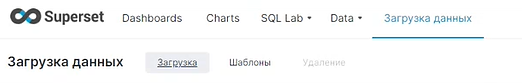 Superset Dashboards Charts SQL Lab Data Загрузка данных
Загрузка данных Загрузка Шаблоны Удаление